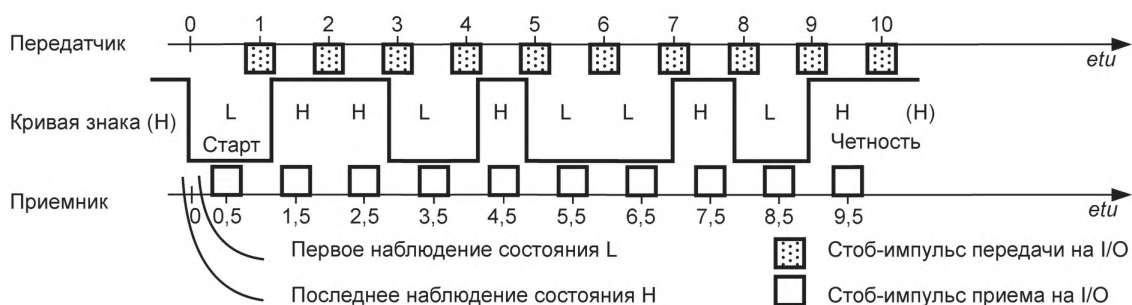 0 1 2 3 4 5 6 7 8 9 10
Передатчик
etu
Кривая знака (H) L H H L H L L H L H (H)
Старт Четность
Приемник
etu
0 0,5 1,5 2,5 3,5 4,5 5,5 6,5 7,5 8,5 9,5
Первое наблюдение состояния L Стоб-импульс передачи на I/O
Последнее наблюдение состояния H Стоб-импульс приема на I/O